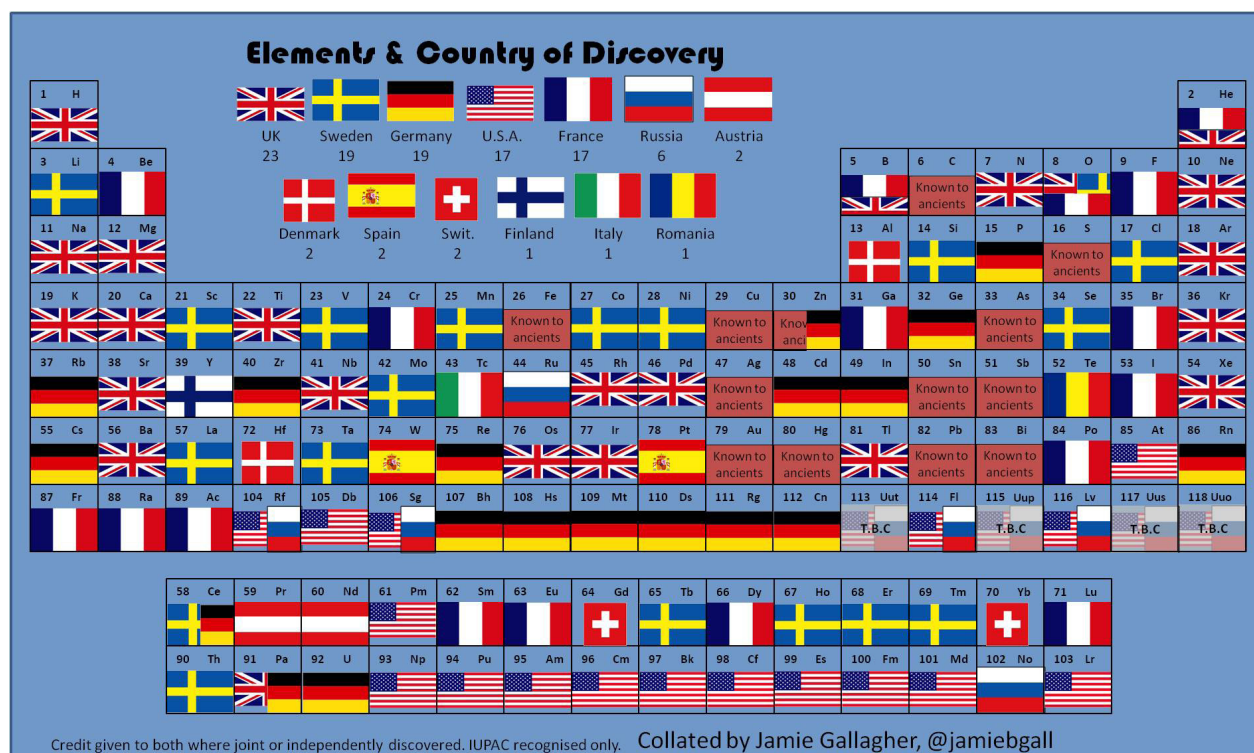 Elements & Country of Discovery
UK Sweden Germany U.S.A. France Russia Austria
23 19 19 17 17 6 2
Denmark Spain Swit. Finland Italy Romania
2 2 2 1 1 1
1 H 2 He
3 Li 4 Be 5 B 6 C 7 N 8 O 9 F 10 Ne
Known to
ancients
11 Na 12 Mg 13 Al 14 Si 15 P 16 S 17 Cl 18 Ar
Known to
ancients
19 K 20 Ca 21 Sc 22 Ti 23 V 24 Cr 25 Mn 26 Fe 27 Co 28 Ni 29 Cu 30 Zn 31 Ga 32 Ge 33 As 34 Se 35 Br 36 Kr
Known to Known to Know Known to
ancients ancients anci ancients
37 Rb 38 Sr 39 Y 40 Zr 41 Nb 42 Mo 43 Tc 44 Ru 45 Rh 46 Pd 47 Ag 48 Cd 49 In 50 Sn 51 Sb 52 Te 53 I 54 Xe
Known to Known to Known to
ancients ancients ancients
55 Cs 56 Ba 57 La 72 Hf 73 Ta 74 W 75 Re 76 Os 77 Ir 78 Pt 79 Au 80 Hg 81 Tl 82 Pb 83 Bi 84 Po 85 At 86 Rn
Known to Known to Known to Known to
ancients ancients ancients ancients
87 Fr 88 Ra 89 Ac 104 Rf 105 Db 106 Sg 107 Bh 108 Hs 109 Mt 110 Ds 111 Rg 112 Cn 113 Uut 114 Fl 115 Uup 116 Lv 117 Uus 118 Uuo
T.B.C T.B.C T.B.C T.B.C
58 Ce 59 Pr 60 Nd 61 Pm 62 Sm 63 Eu 64 Gd 65 Tb 66 Dy 67 Ho 68 Er 69 Tm 70 Yb 71 Lu
90 Th 91 Pa 92 U 93 Np 94 Pu 95 Am 96 Cm 97 Bk 98 Cf 99 Es 100 Fm 101 Md 102 No 103 Lr
Credit given to both where joint or independently discovered. IUPAC recognised only. Collated by Jamie Gallagher, @jamiebgall